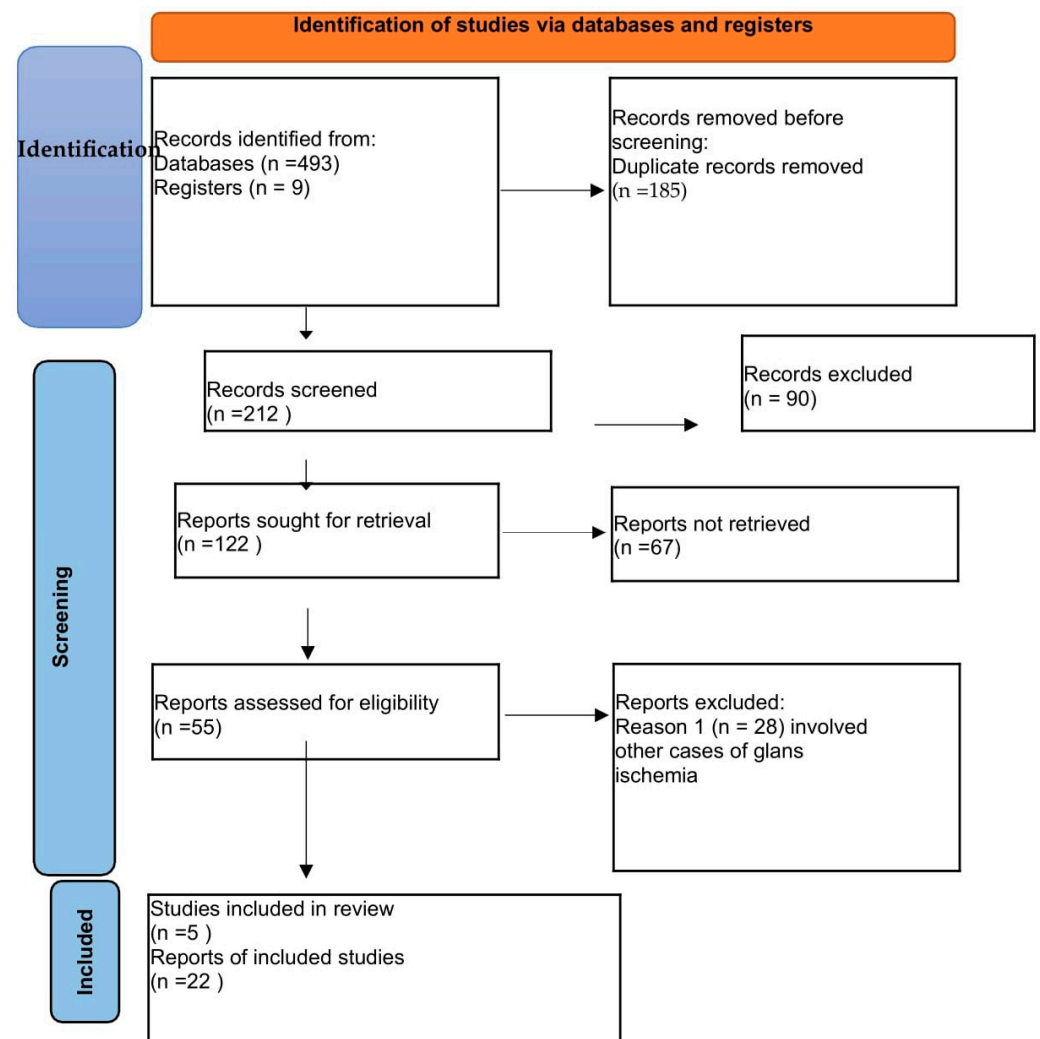 Identification of studies via databases and registers
Identification
Records identified from:
Databases (n =493)
Registers (n = 9)
Records removed before
screening:
Duplicate records removed
(n =185)
Screening
Records screened
(n =212 )
Records excluded
(n = 90)
Reports sought for retrieval
(n =122 )
Reports not retrieved
(n =67)
Reports assessed for eligibility
(n =55)
Reports excluded:
Reason 1 (n = 28) involved
other cases of glans
ischemia
Included
Studies included in review
(n =5 )
Reports of included studies
(n =22 )